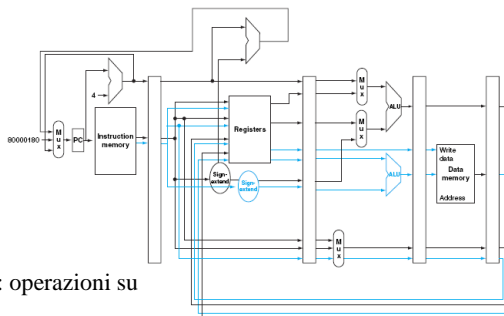 4
80000180
M
u
x
PC
Instruction
memory
Registers
Sign-
extend
Sign-
extend
M
u
x
M
u
x
ALU
ALU
M
u
x
Write
data
Data
memory
Address
: operazioni su